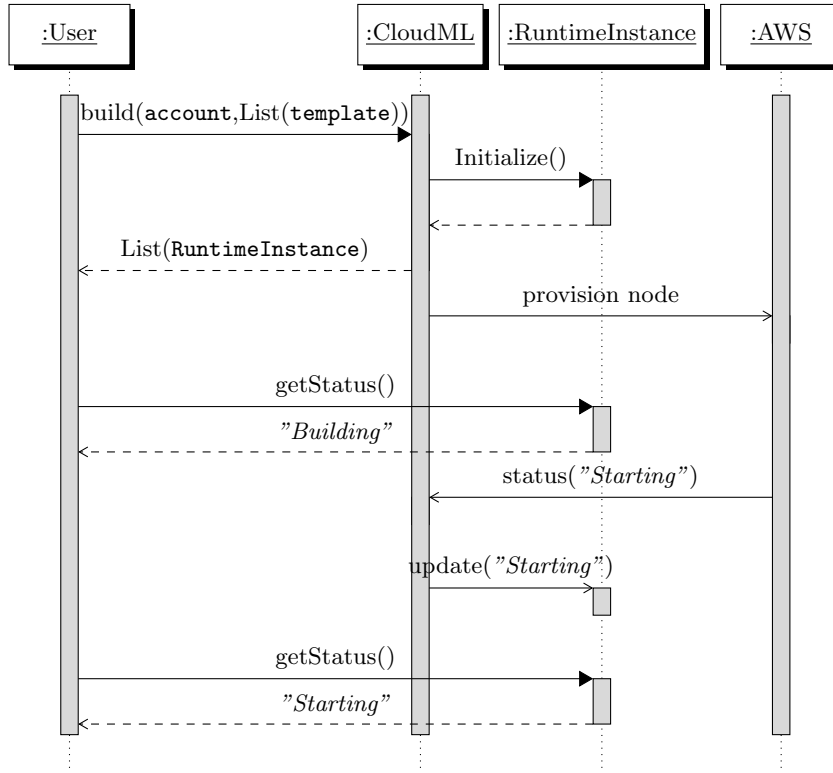 :User
:CloudML
:RuntimeInstance
:AWS
build(account,List(template))
Initialize()
List(RuntimeInstance)
provision node
getStatus()
”Building”
status(”Starting”)
update(”Starting”)
getStatus()
”Starting”